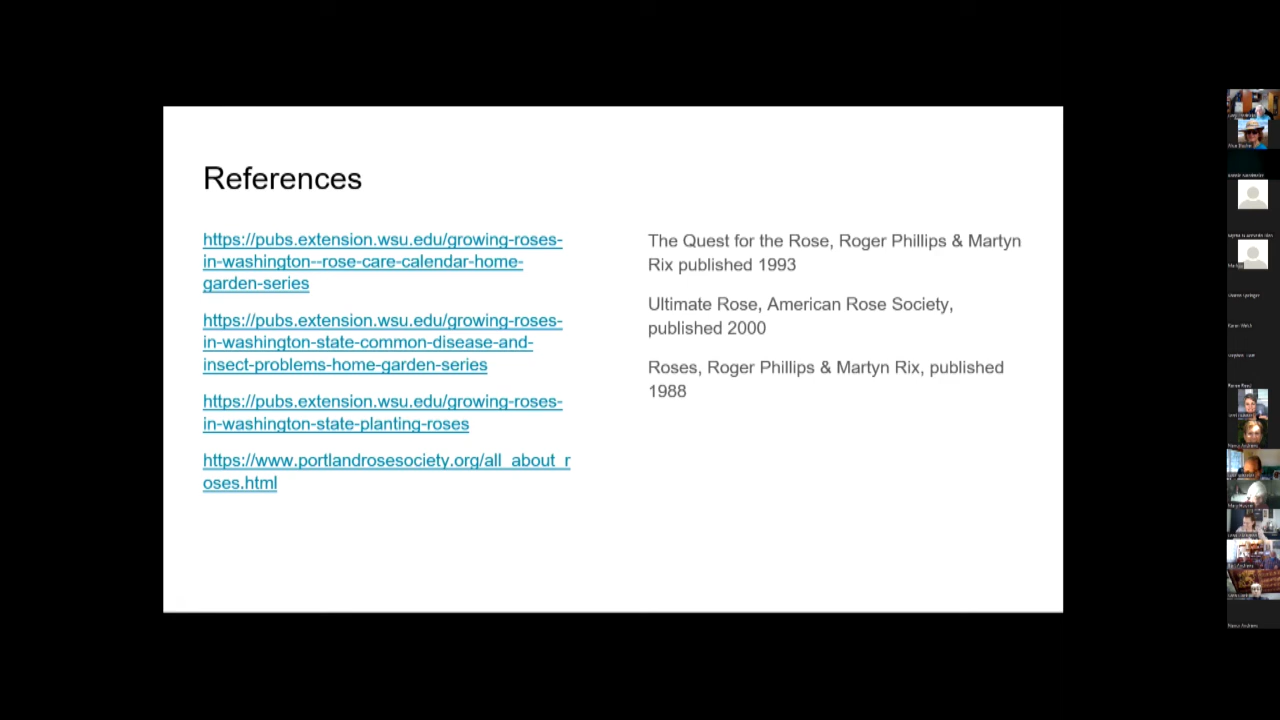 References
https://pubs.extension.wsu.edu/growing-roses-
in-washington--rose-care-calendar-home-
garden-series
https://pubs.extension.wsu.edu/growing-roses-
in-washington-state-common-disease-and-
insect-problems-home-garden-series
https://pubs.extension.wsu.edu/growing-roses-
in-washington-state-planting-roses
https://www.portlandrosesociety.org/all_about_r
oses.html
The Quest for the Rose, Roger Phillips & Martyn
Rix published 1993
Ultimate Rose, American Rose Society,
published 2000
Roses, Roger Phillips & Martyn Rix, published
1988